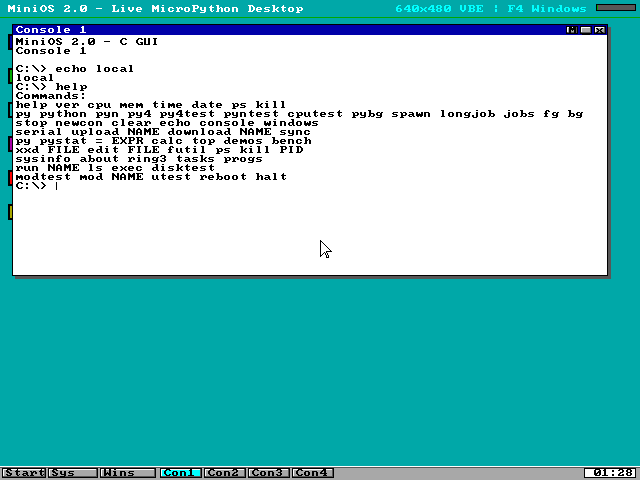 MiniOS 2.0 - Live MicroPython Desktop
640x480 VBE | F4 Windows
Console 1
MiniOS 2.0 - C GUI
Console 1
C:\> echo local
local
C:\> help
Commands:
help ver cpu mem time date ps kill
py python pyn py4 py4test pyntest cputest pybg spawn longjob jobs fg bg
stop newcon clear echo console windows
serial upload NAME download NAME sync
py pystat = EXPR calc top demos bench
xxd FILE edit FILE futil ps kill PID
sysinfo about ring3 tasks progs
run NAME ls exec disktest
modtest mod NAME utest reboot halt
C:\>
Start Sys Wins Con1 Con2 Con3 Con4 01:28